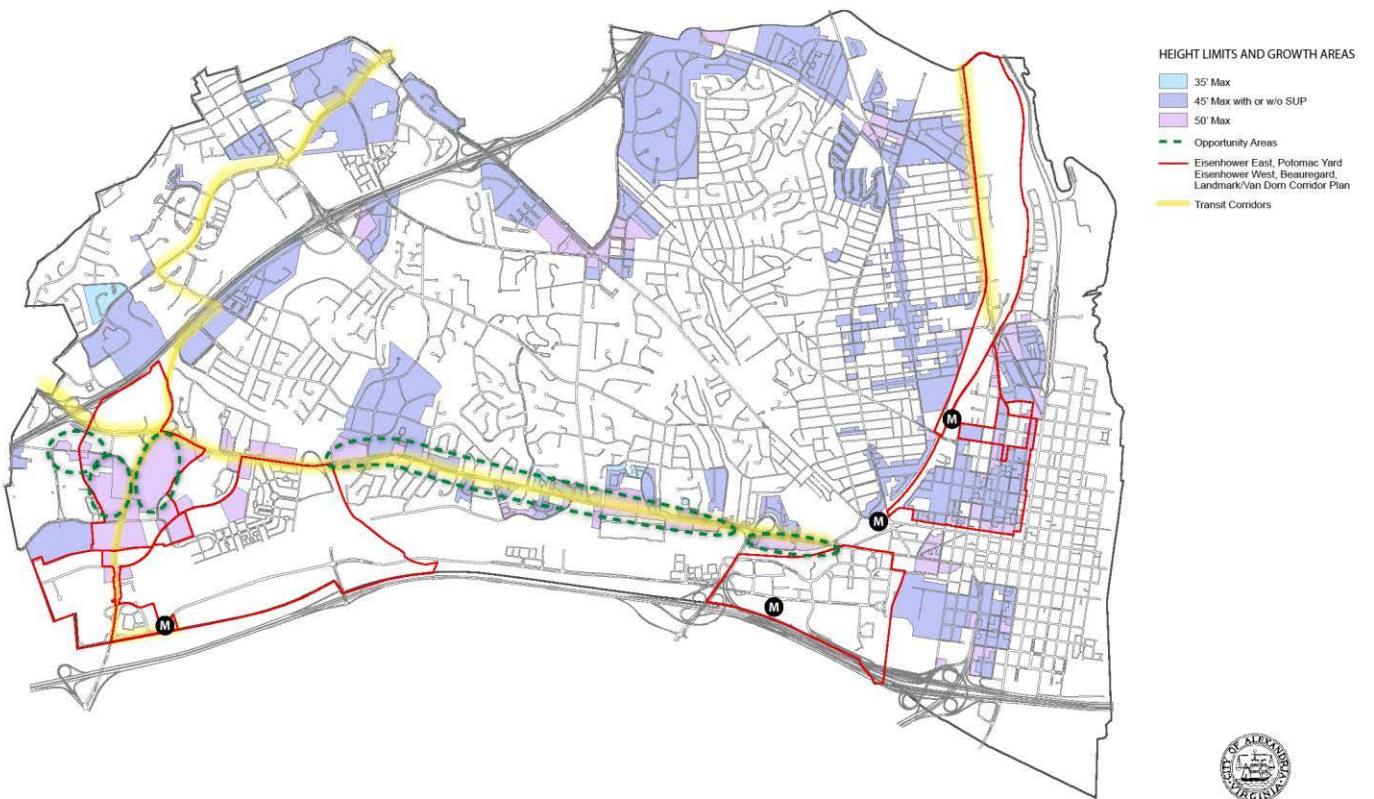 HEIGHT LIMITS AND GROWTH AREAS
35' Max
45' Max with or w/o SUP
50' Max
Opportunity Areas
Eisenhower East, Potomac Yard
Eisenhower West, Beauregard,
Landmark/Van Dorn Corridor Plan
Transit Corridors
M
M
M
M
CITY OF ALEXANDRIA
VIRGINIA